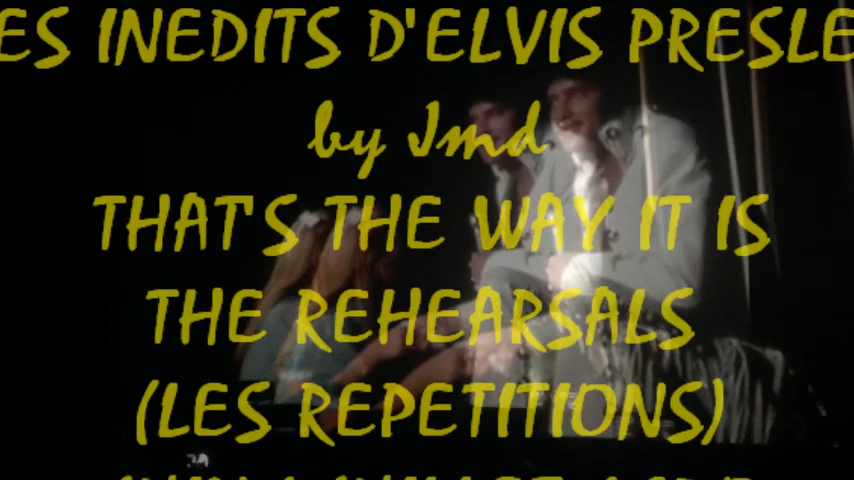 ES INEDITS D'ELVIS PRESLE
by Jmd
THAT'S THE WAY IT IS
THE REHEARSALS
(LES REPETITIONS)